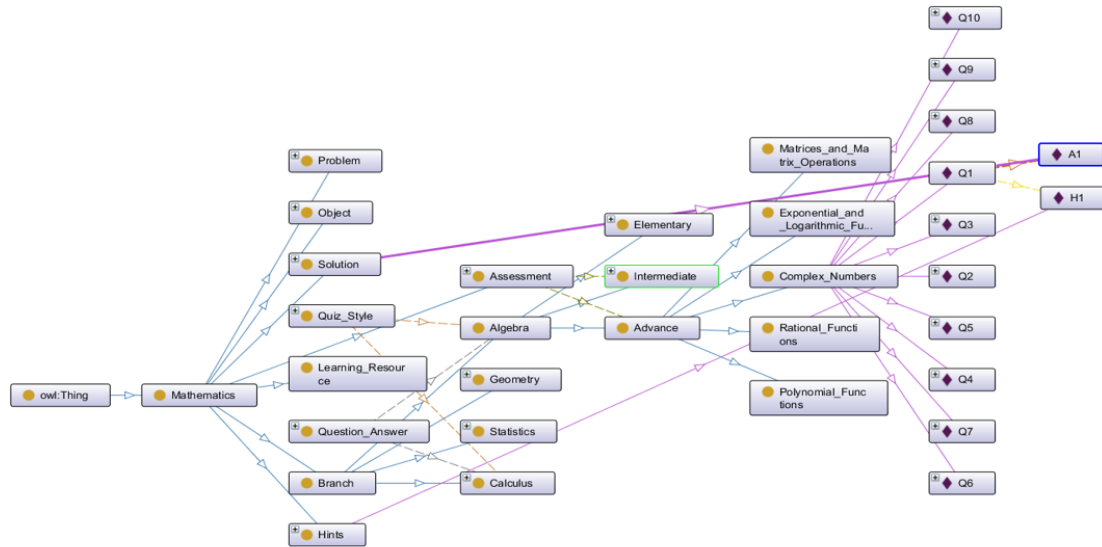 Q10
Q9
Q8
Matrices_and_Ma
trix_Operations
A1
Problem
Q1
H1
Object
Exponential_and
_Logarithmic_Fu...
Elementary
Q3
Solution
Assessment
Intermediate
Complex_Numbers
Q2
Quiz_Style
Algebra
Advance
Rational_Functi
ons
Q5
Learning_Resour
ce
Geometry
Q4
owl:Thing
Mathematics
Polynomial_Func
tions
Question_Answer
Statistics
Q7
Branch
Calculus
Q6
Hints